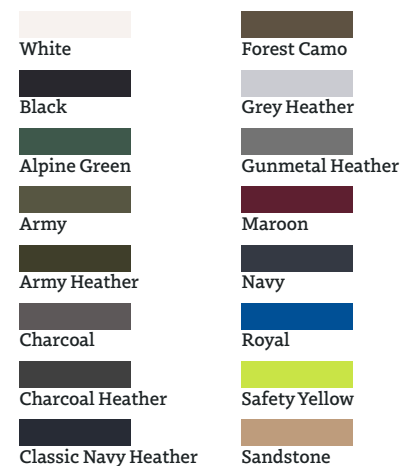 White
Black
Alpine Green
Army
Army Heather
Charcoal
Charcoal Heather
Classic Navy Heather
Forest Camo
Grey Heather
Gunmetal Heather
Maroon
Navy
Royal
Safety Yellow
Sandstone